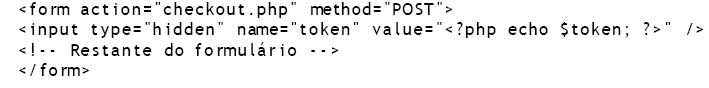 <form action="checkout.php" method="POST">
<input type="hidden" name="token" value="<?php echo $token; ?>" />
<!-- Restante do formulário -->
</form>